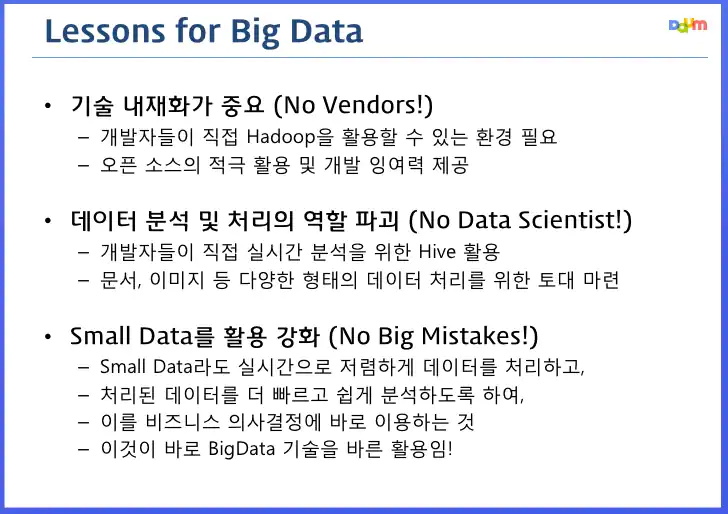 Lessons for Big Data
Daum
• 기술 내재화가 중요 (No Vendors!)
– 개발자들이 직접 Hadoop을 활용할 수 있는 환경 필요
– 오픈 소스의 적극 활용 및 개발 잉여력 제공
• 데이터 분석 및 처리의 역할 파괴 (No Data Scientist!)
– 개발자들이 직접 실시간 분석을 위한 Hive 활용
– 문서, 이미지 등 다양한 형태의 데이터 처리를 위한 토대 마련
• Small Data를 활용 강화 (No Big Mistakes!)
– Small Data라도 실시간으로 저렴하게 데이터를 처리하고,
– 처리된 데이터를 더 빠르고 쉽게 분석하도록 하여,
– 이를 비즈니스 의사결정에 바로 이용하는 것
– 이것이 바로 BigData 기술을 바른 활용임!